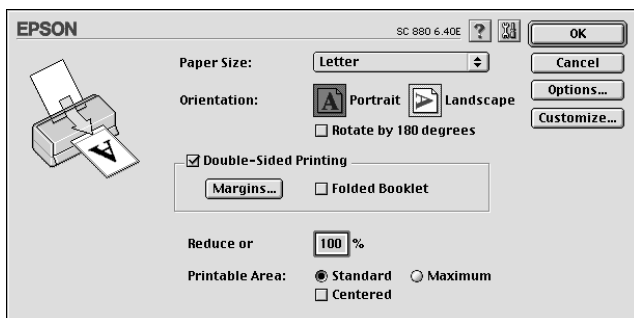 EPSON
SC 880 6.40E ? OK
Paper Size: Letter Cancel
Orientation: A Portrait A Landscape Options...
Rotate by 180 degrees Customize...
Double-Sided Printing
Margins... Folded Booklet
Reduce or 100 %
Printable Area: Standard Maximum
Centered
A